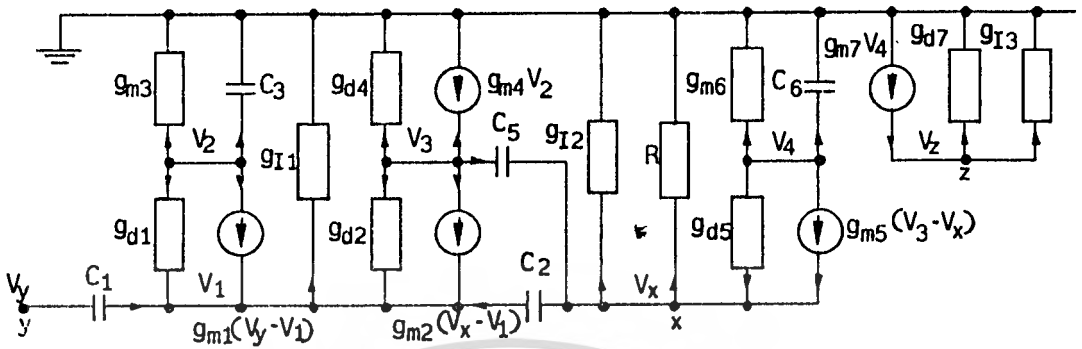 g_m3
C_3
g_I1
g_d4
g_m4 V_2
C_5
g_I2
R
g_m6
C_6
g_m7 V_4
g_d7
g_I3
V_2
V_3
V_4
V_z
z
g_d1
g_d2
g_d5
g_m5(V_3-V_x)
V_y
y
C_1
V_1
C_2
V_x
x
g_m1(V_y-V_1)
g_m2(V_x-V_1)